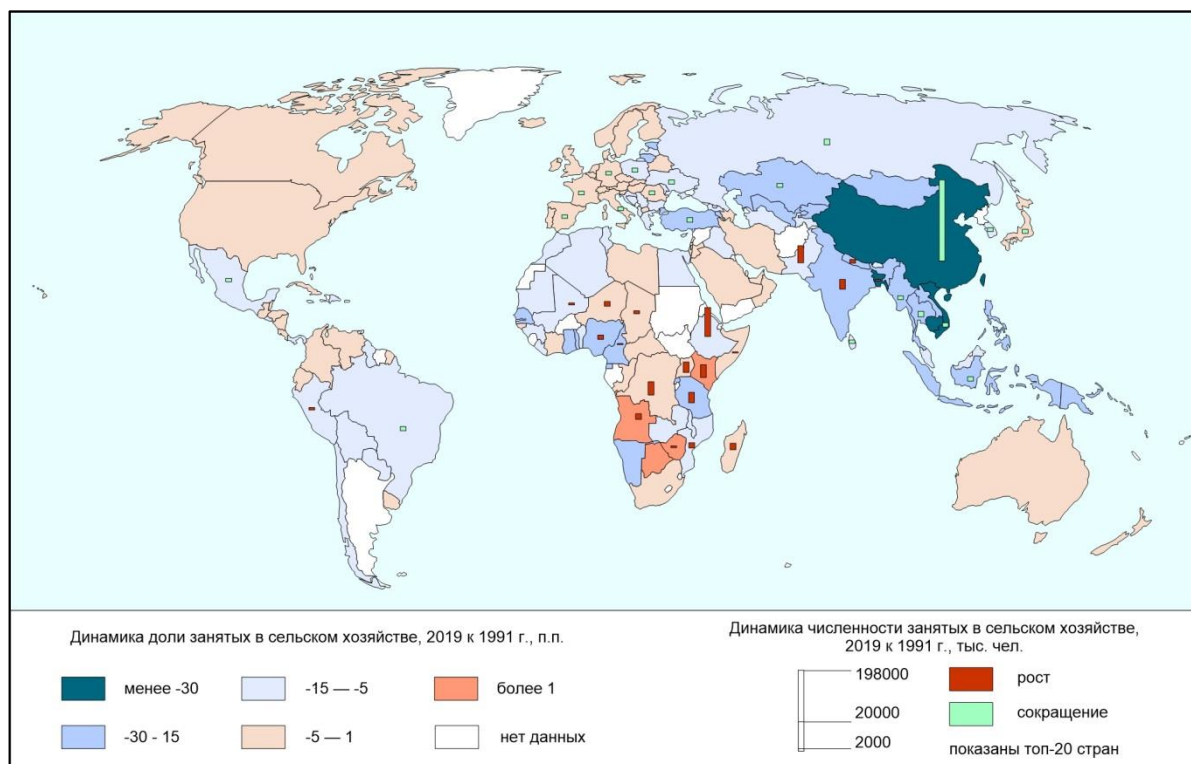 Динамика доли занятых в сельском хозяйстве, 2019 к 1991 г., п.п.
менее -30
-15 — -5
более 1
-30 - 15
-5 — 1
нет данных
Динамика численности занятых в сельском хозяйстве,
2019 к 1991 г., тыс. чел.
198000
20000
2000
рост
сокращение
показаны топ-20 стран